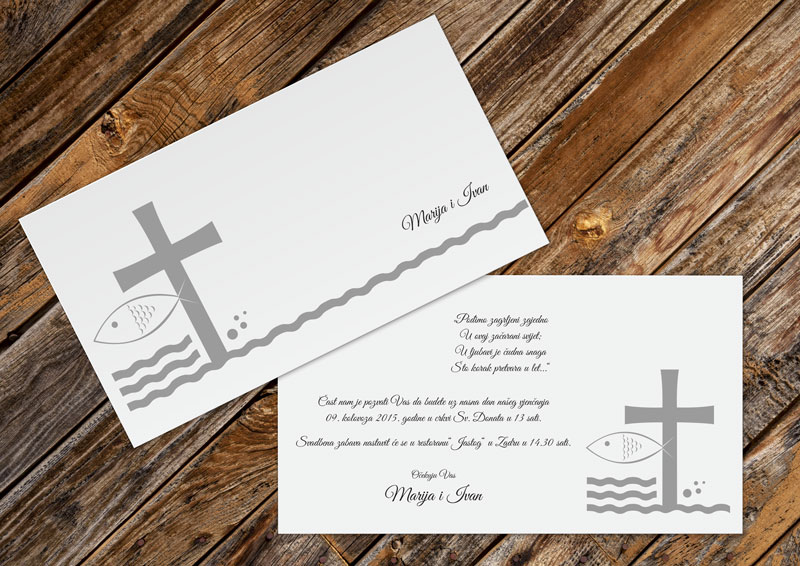 Marija i Ivan
„Pođimo zagrljeni zajedno
U ovaj začarani svijet;
U ljubavi je čudna snaga
Što korak pretvara u let...“
Čast nam je pozvati Vas da budete uz nasna dan našeg vjenčanja
09. kolovoza 2015. godine u crkvi Sv. Donata u 13 sati.
Svadbena zabava nastavit će se u restoranu“ Jastog“ u Zadru u 14.30 sati.
Očekuju Vas
Marija i Ivan